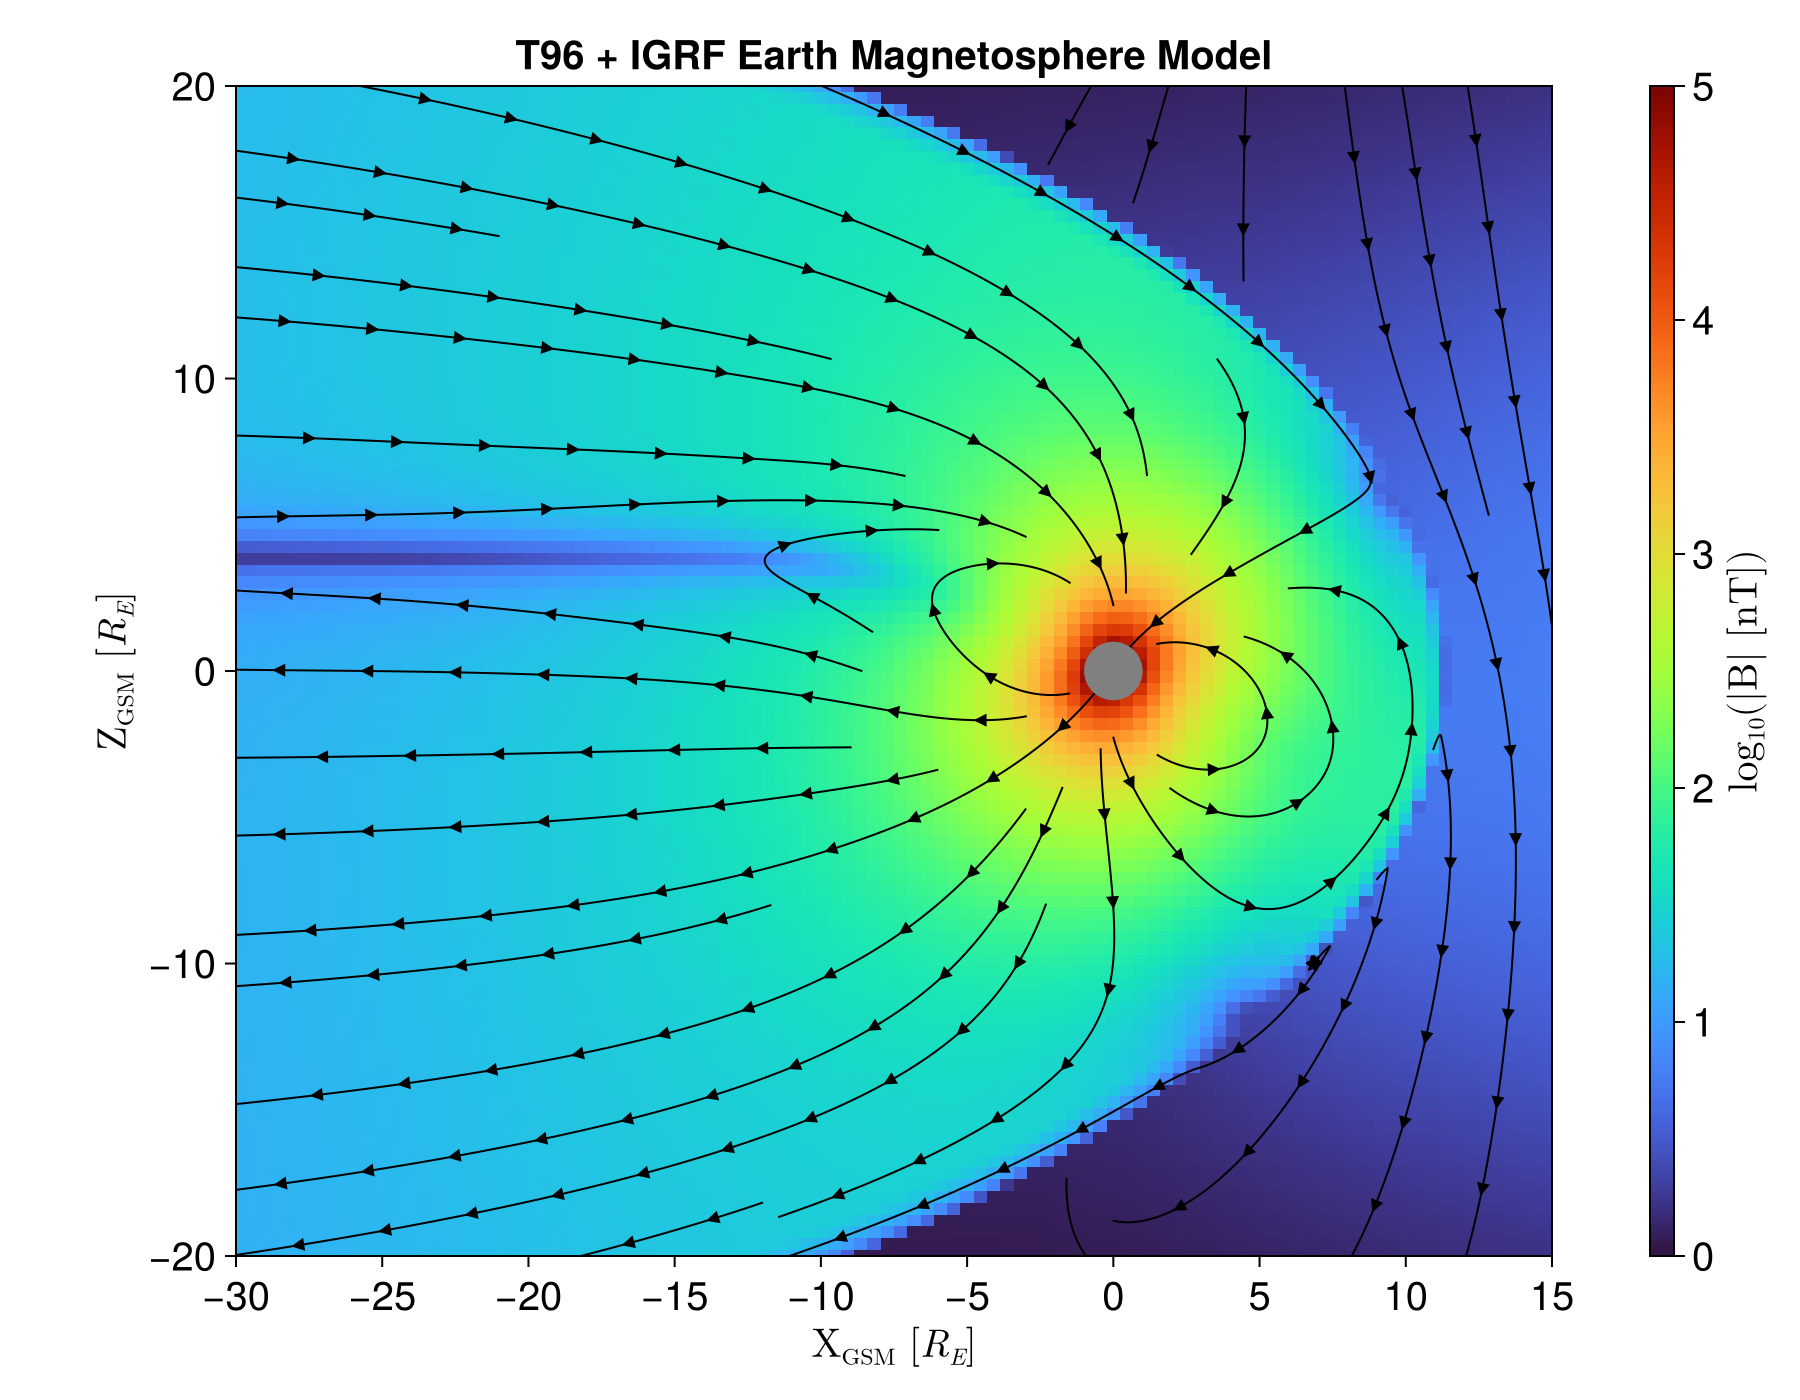 T96 + IGRF Earth Magnetosphere Model
20
10
0
−10
−20
Z_GSM [R_E]
−30 −25 −20 −15 −10 −5 0 5 10 15
X_GSM [R_E]
5
4
3
2
1
0
log₁₀(|B| [nT])